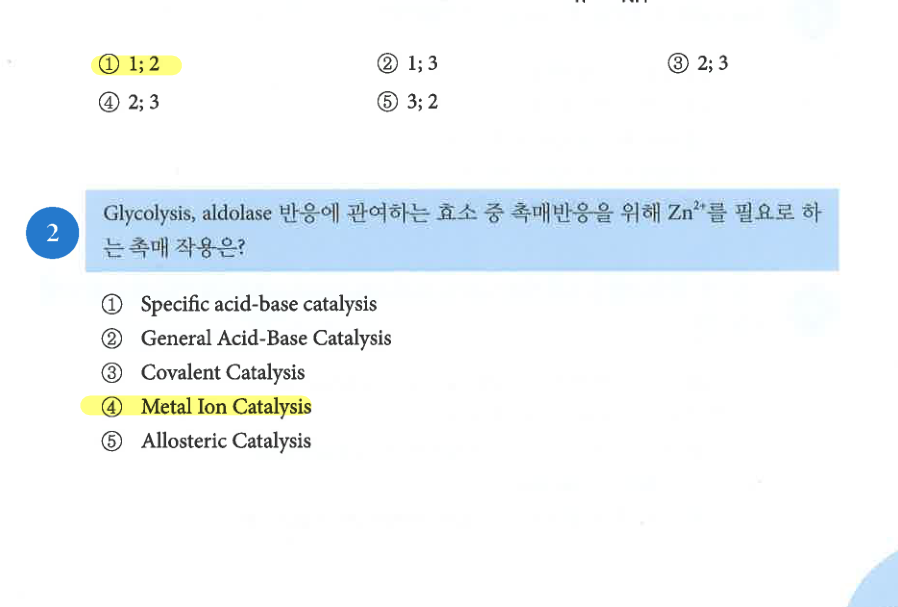 ① 1; 2 ② 1; 3 ③ 2; 3
④ 2; 3 ⑤ 3; 2
2
Glycolysis, aldolase 반응에 관여하는 효소 중 촉매반응을 위해 Zn²⁺를 필요로 하
는 촉매 작용은?
① Specific acid-base catalysis
② General Acid-Base Catalysis
③ Covalent Catalysis
④ Metal Ion Catalysis
⑤ Allosteric Catalysis